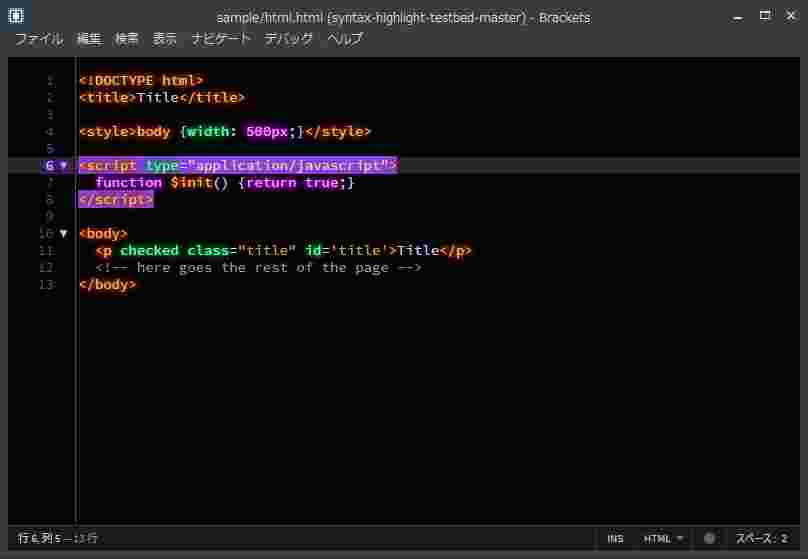 sample/html.html (syntax-highlight-testbed-master) - Brackets
ファイル 編集 検索 表示 ナビゲート デバッグ ヘルプ
1 <!DOCTYPE html>
2 <title>Title</title>
3
4 <style>body {width: 500px;}</style>
5
6 <script type="application/javascript">
7 function $init() {return true;}
8 </script>
9
10 <body>
11 <p checked class="title" id='title'>Title</p>
12 <!-- here goes the rest of the page -->
13 </body>
行 6, 列 5 — 13 行 INS HTML スペース: 2